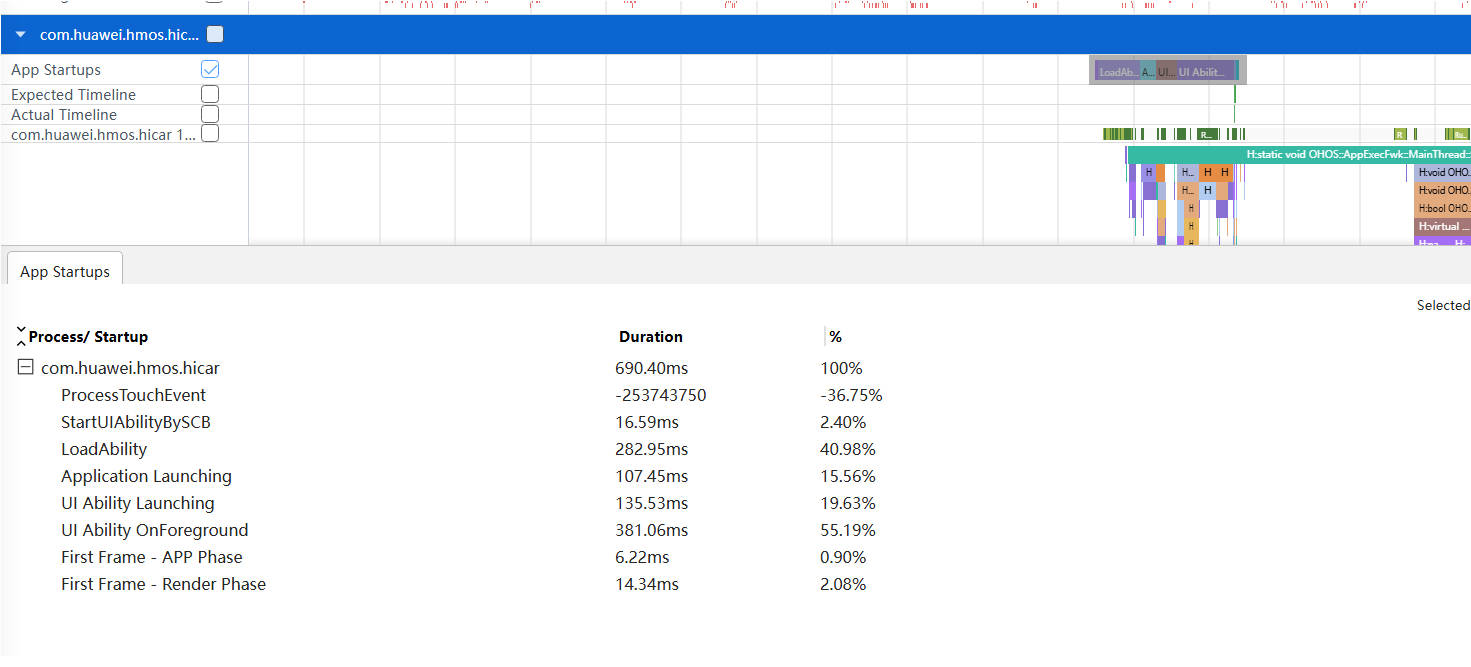 com.huawei.hmos.hic...
App Startups
LoadAb... A... UI... UI Abilit...
Expected Timeline
Actual Timeline
com.huawei.hmos.hicar 1... R... R Ru...
H:static void OHOS::AppExecFwk::MainThread::
H H... H H H:void OHO...
H... H H:void OHO...
H H:bool OHO...
H H:virtual ...
H H:na... H:
App Startups
Selected
Process/ Startup Duration %
com.huawei.hmos.hicar 690.40ms 100%
ProcessTouchEvent -253743750 -36.75%
StartUIAbilityBySCB 16.59ms 2.40%
LoadAbility 282.95ms 40.98%
Application Launching 107.45ms 15.56%
UI Ability Launching 135.53ms 19.63%
UI Ability OnForeground 381.06ms 55.19%
First Frame - APP Phase 6.22ms 0.90%
First Frame - Render Phase 14.34ms 2.08%